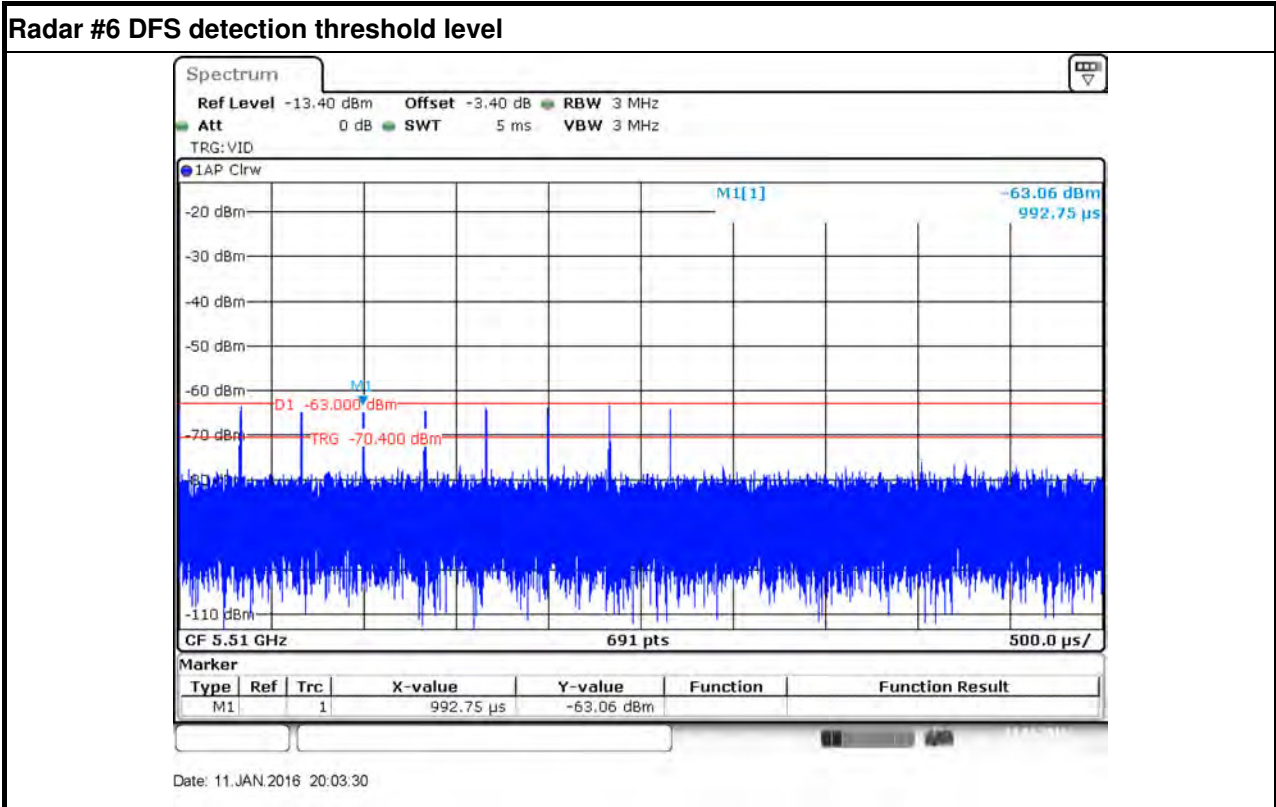 Radar #6 DFS detection threshold level
Spectrum
Ref Level -13.40 dBm Offset -3.40 dB RBW 3 MHz
Att 0 dB SWT 5 ms VBW 3 MHz
TRG:VID
1AP Clrw
M1[1] -63.06 dBm
992.75 µs
-20 dBm
-30 dBm
-40 dBm
-50 dBm
-60 dBm
M1
D1 -63.000 dBm
-70 dBm
TRG -70.400 dBm
-110 dBm
CF 5.51 GHz 691 pts 500.0 µs/
Marker
Type Ref Trc X-value Y-value Function Function Result
M1 1 992.75 µs -63.06 dBm
Date: 11.JAN.2016 20:03:30